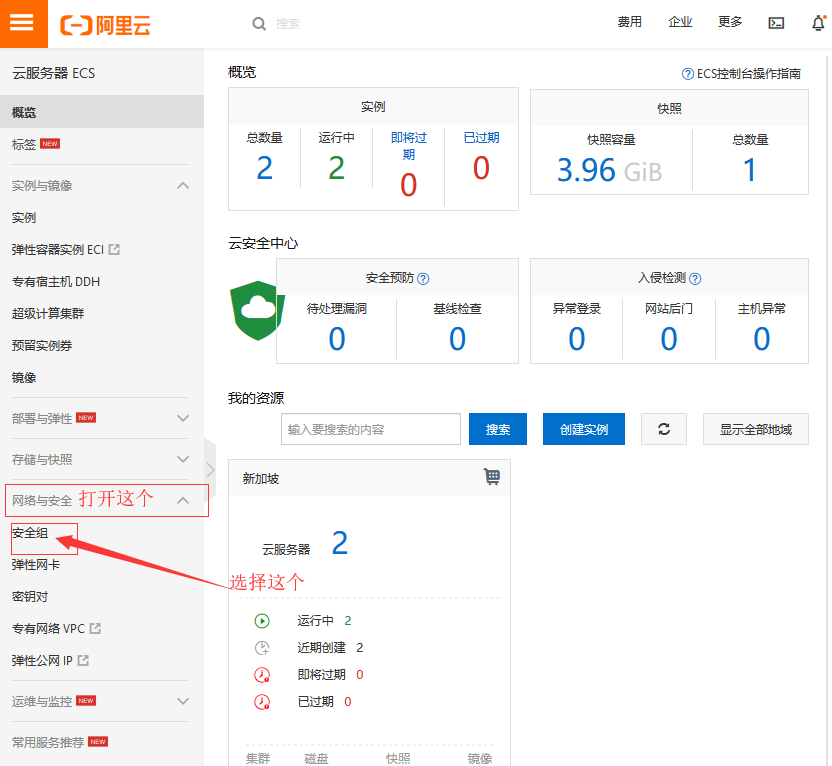 阿里云
搜索
费用 企业 更多
云服务器 ECS
概览
标签 NEW
实例与镜像
实例
弹性容器实例 ECI
专有宿主机 DDH
超级计算集群
预留实例券
镜像
部署与弹性 NEW
存储与快照
网络与安全 打开这个
安全组
弹性网卡
密钥对
专有网络 VPC
弹性公网 IP
运维与监控 NEW
常用服务推荐 NEW
概览
?ECS控制台操作指南
实例
总数量 运行中 即将过期 已过期
2 2 0 0
快照
快照容量 总数量
3.96 GiB 1
云安全中心
安全预防?
待处理漏洞 基线检查
0 0
入侵检测?
异常登录 网站后门 主机异常
0 0 0
我的资源
输入要搜索的内容 搜索 创建实例 显示全部地域
新加坡
云服务器 2
选择这个
运行中 2
近期创建 2
即将过期 0
已过期 0
集群 磁盘 快照 镜像